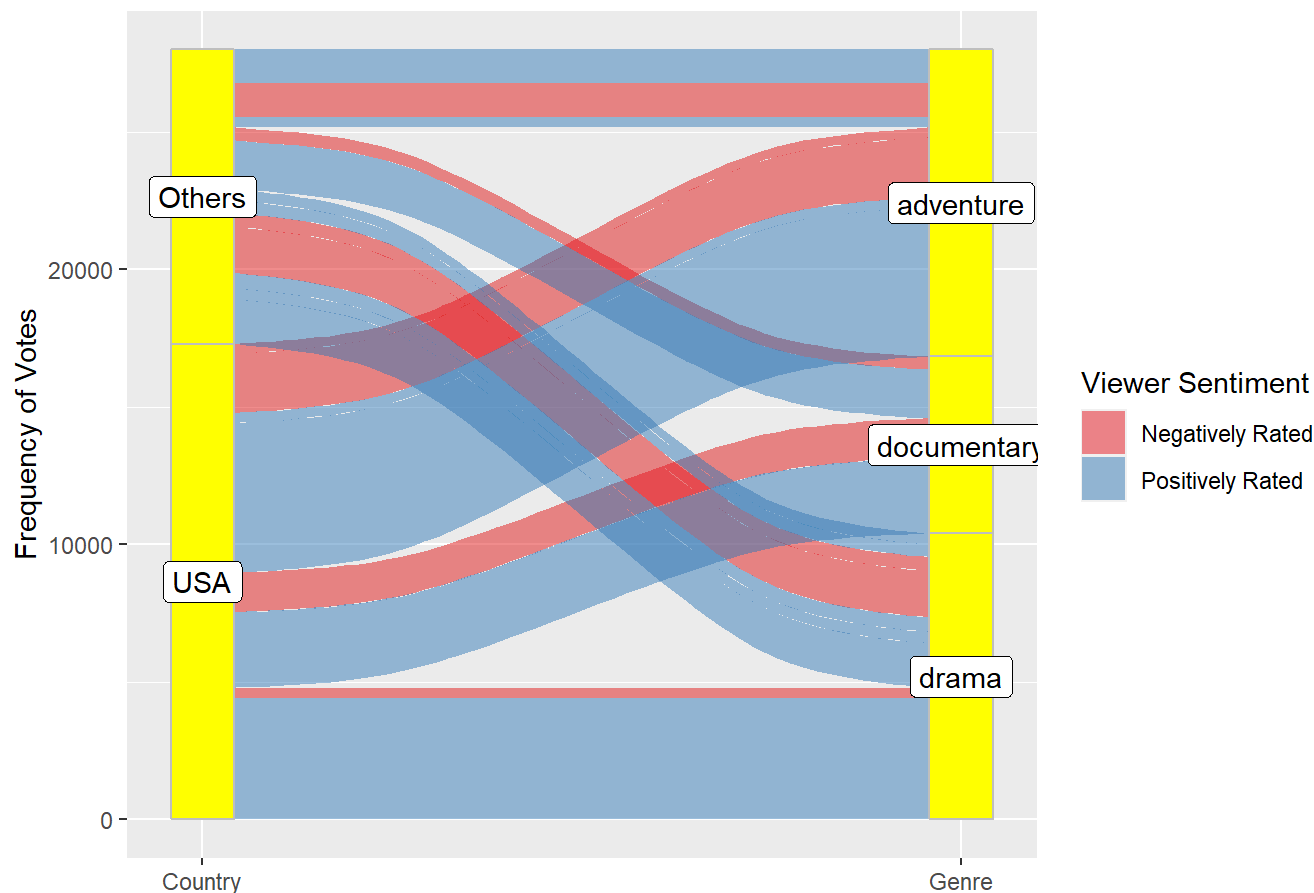 Frequency of Votes
20000
10000
0
Others
USA
adventure
documentary
drama
Country
Genre
Viewer Sentiment
Negatively Rated
Positively Rated